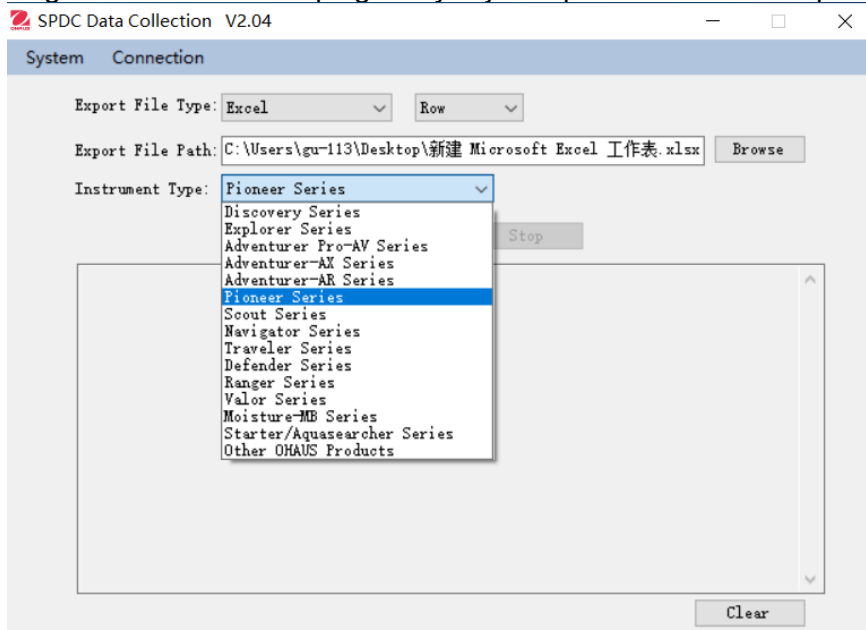 SPDC Data Collection V2.04
System Connection
Export File Type: Excel Row
Export File Path: C:\Users\gu-113\Desktop\新建 Microsoft Excel 工作表.xlsx Browse
Instrument Type: Pioneer Series
Discovery Series
Explorer Series
Stop
Adventurer Pro-AV Series
Adventurer-AX Series
Adventurer-AR Series
Pioneer Series
Scout Series
Navigator Series
Traveler Series
Defender Series
Ranger Series
Valor Series
Moisture-MB Series
Starter/Aquasearcher Series
Other OHAUS Products
Clear